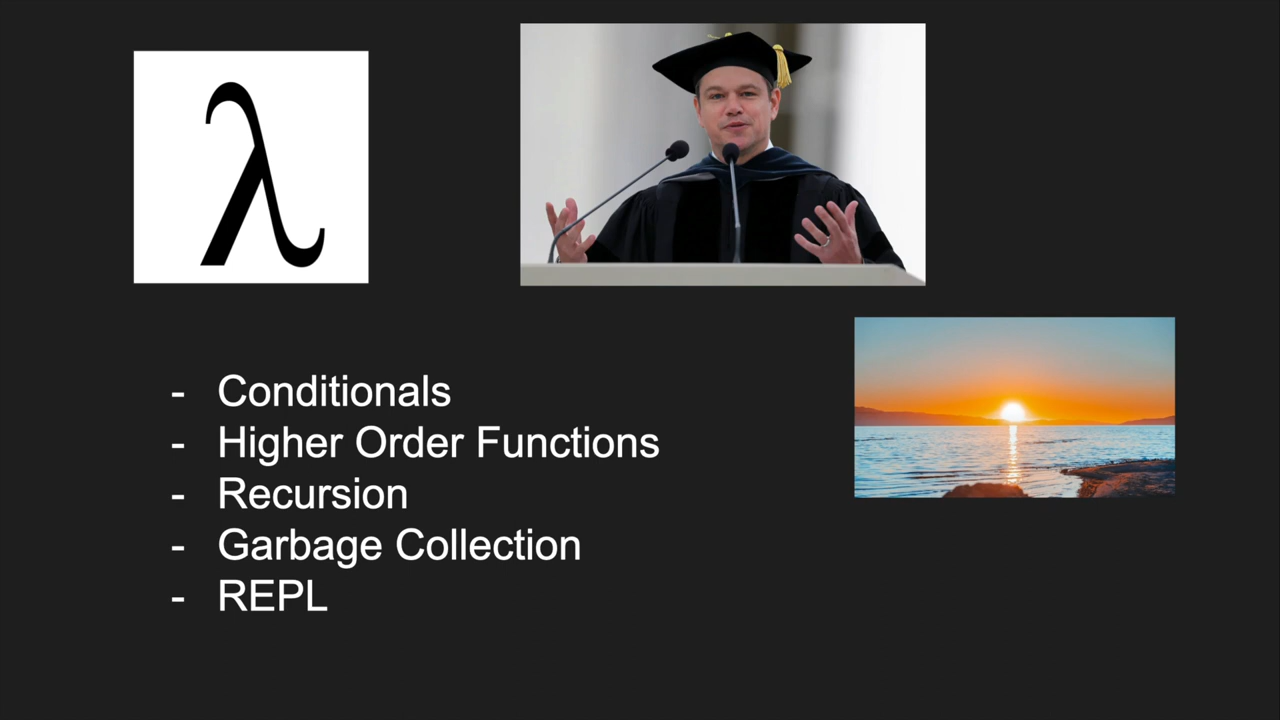 λ
- Conditionals
- Higher Order Functions
- Recursion
- Garbage Collection
- REPL